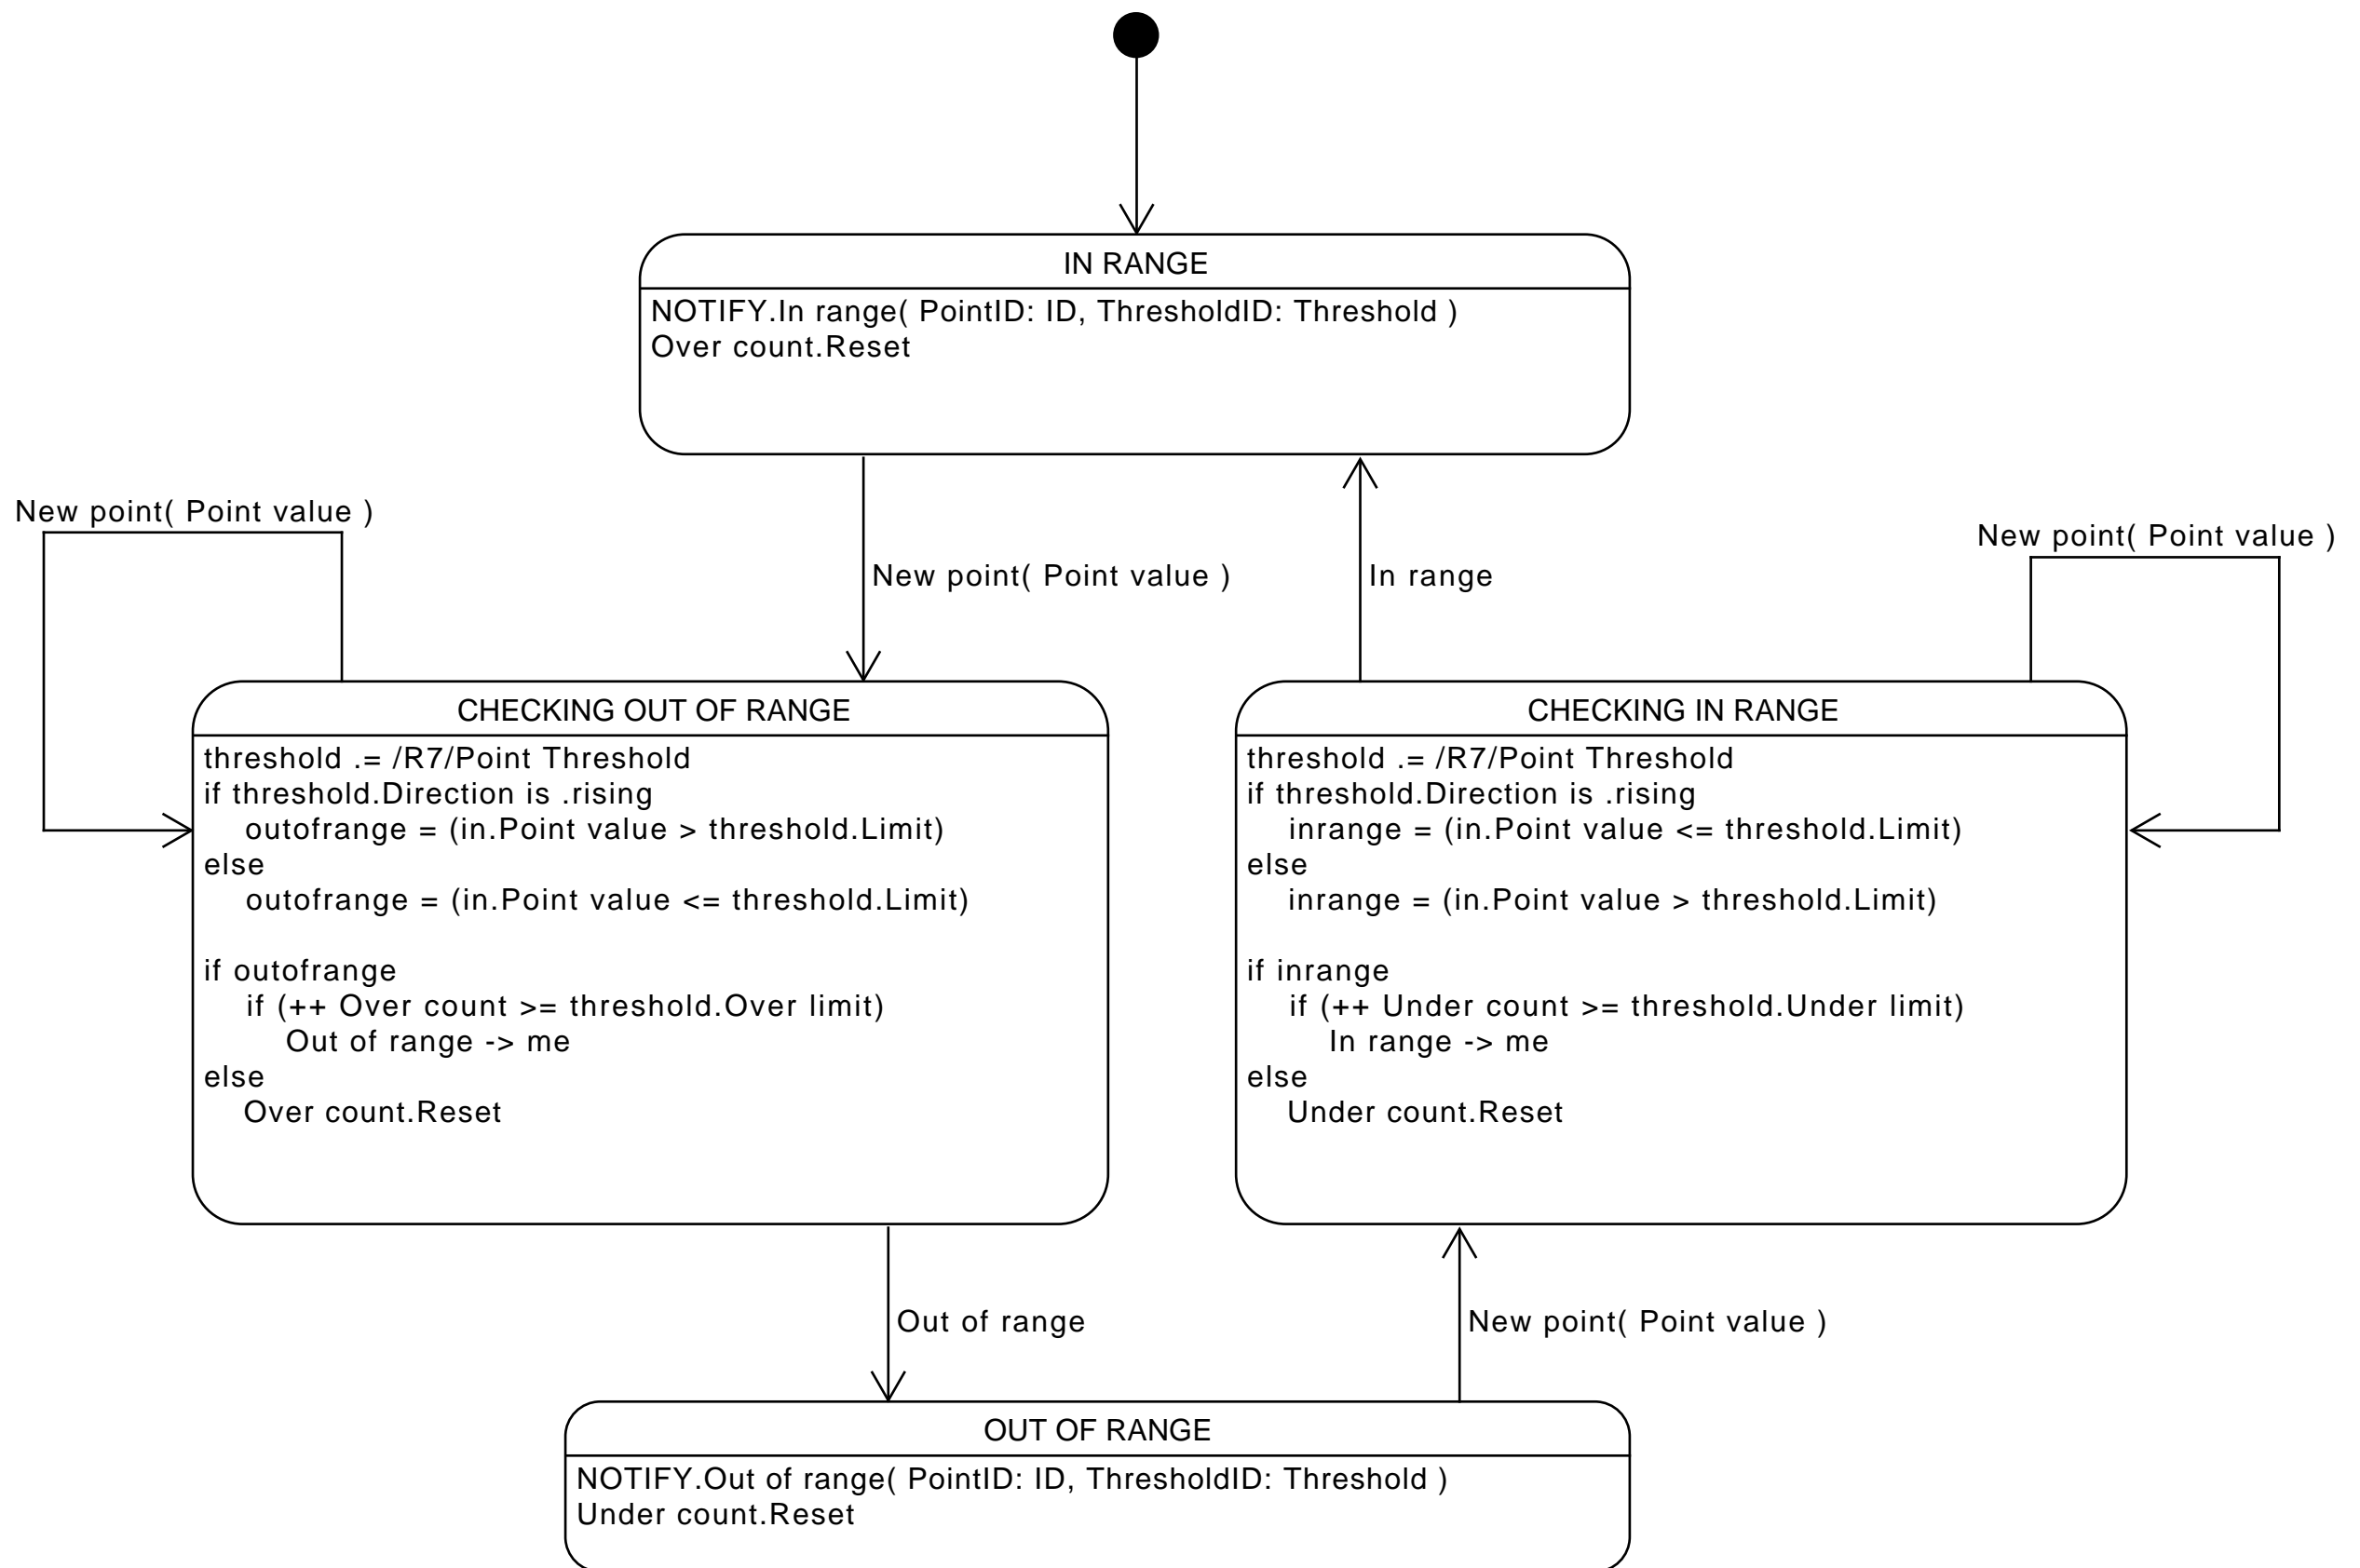 IN RANGE
NOTIFY.In range( PointID: ID, ThresholdID: Threshold )
Over count.Reset
New point( Point value )
New point( Point value )
In range
New point( Point value )
CHECKING OUT OF RANGE
threshold .= /R7/Point Threshold
if threshold.Direction is .rising
outofrange = (in.Point value > threshold.Limit)
else
outofrange = (in.Point value <= threshold.Limit)
if outofrange
if (++ Over count >= threshold.Over limit)
Out of range -> me
else
Over count.Reset
CHECKING IN RANGE
threshold .= /R7/Point Threshold
if threshold.Direction is .rising
inrange = (in.Point value <= threshold.Limit)
else
inrange = (in.Point value > threshold.Limit)
if inrange
if (++ Under count >= threshold.Under limit)
In range -> me
else
Under count.Reset
Out of range
New point( Point value )
OUT OF RANGE
NOTIFY.Out of range( PointID: ID, ThresholdID: Threshold )
Under count.Reset